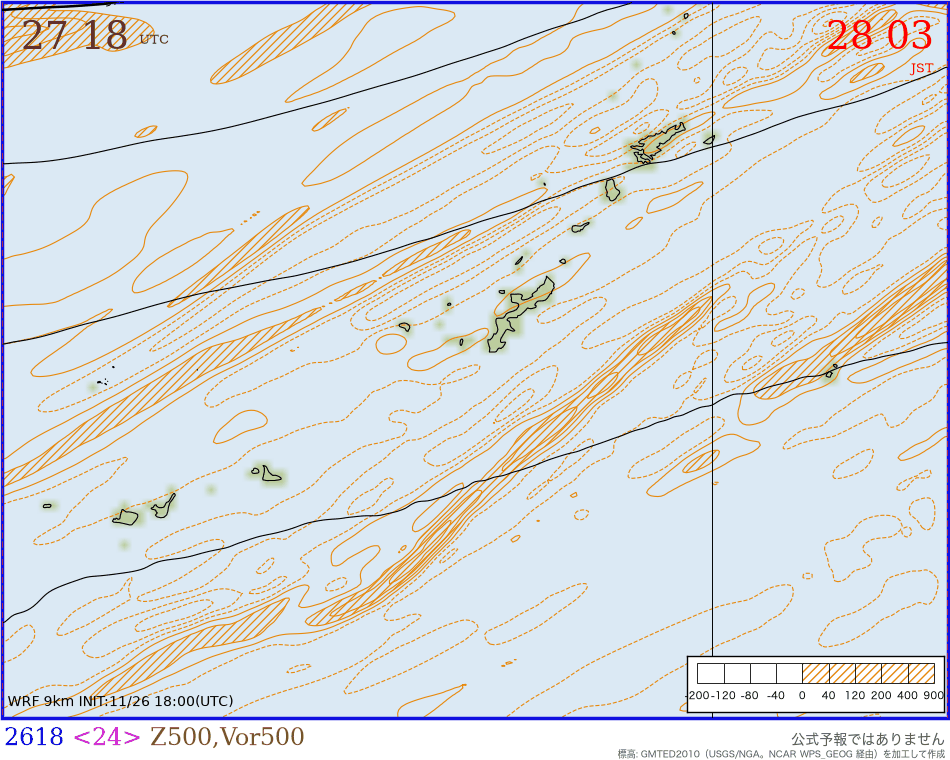 27 18 UTC
28 03
JST
WRF 9km INIT:11/26 18:00(UTC)
-200 -120 -80 -40 0 40 120 200 400 900
2618 <24> Z500,Vor500
公式予報ではありません
標高: GMTED2010（USGS/NGA。NCAR WPS_GEOG 経由）を加工して作成